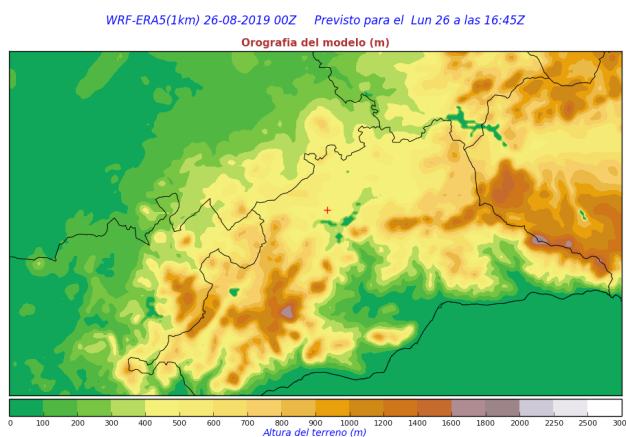 WRF-ERA5(1km) 26-08-2019 00Z Previsto para el Lun 26 a las 16:45Z
Orografia del modelo (m)
0 100 200 300 400 500 600 800 900 1000 1200 1400 1600 1800 2000 2250 2500 300
Altura del terreno (m)